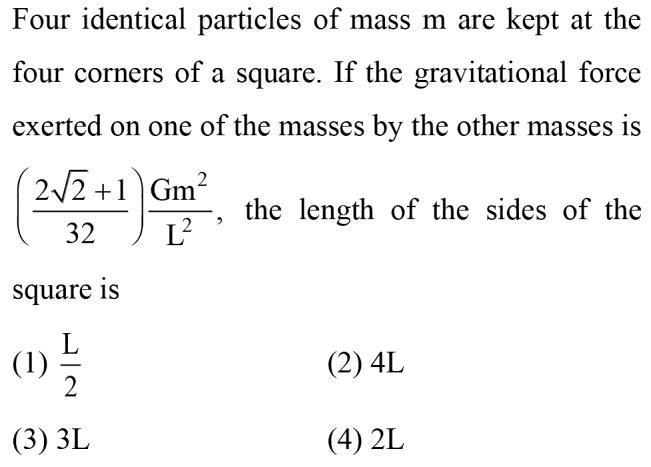 Four identical particles of mass m are kept at the
four corners of a square. If the gravitational force
exerted on one of the masses by the other masses is
(2√2 + 1 / 32) Gm² / L², the length of the sides of the
square is
(1) L/2 (2) 4L
(3) 3L (4) 2L